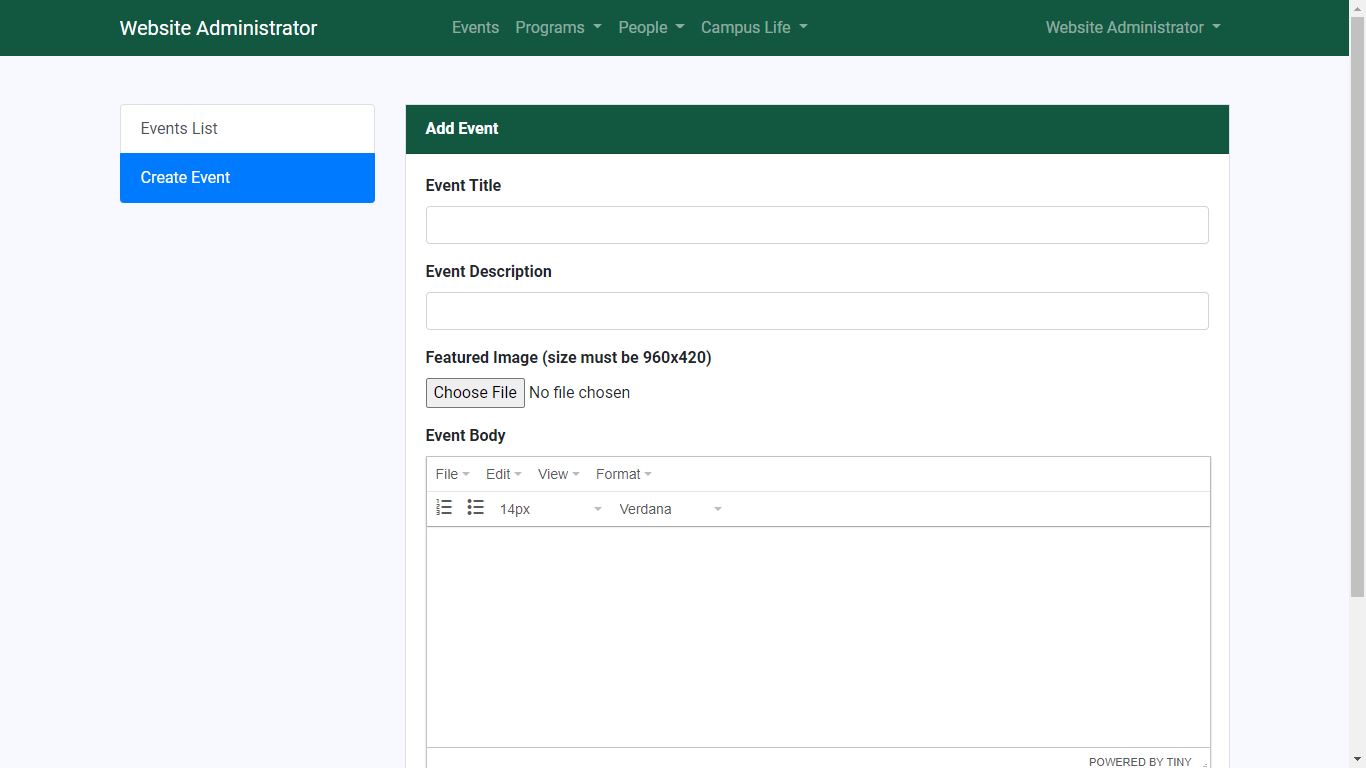 Website Administrator Events Programs People Campus Life Website Administrator
Events List
Create Event
Add Event
Event Title
Event Description
Featured Image (size must be 960x420)
Choose File No file chosen
Event Body
File Edit View Format
14px Verdana
POWERED BY TINY